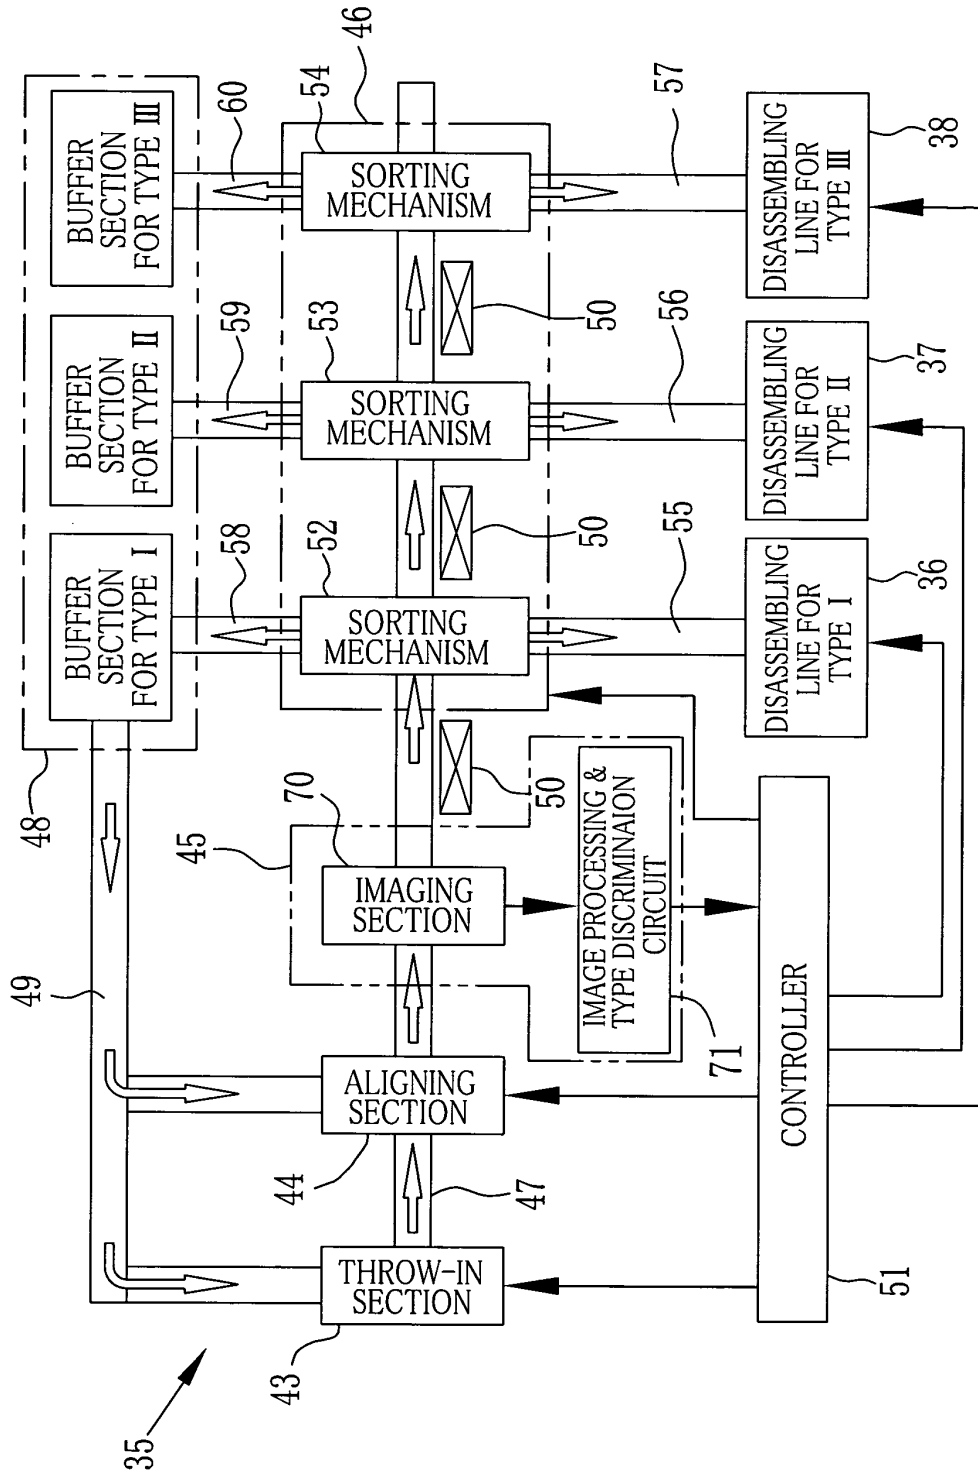 35
48
BUFFER
SECTION
FOR TYPE I
BUFFER
SECTION
FOR TYPE II
BUFFER
SECTION
FOR TYPE III
49
58
59
60
45
70
52
53
54
46
43
THROW-IN
SECTION
44
ALIGNING
SECTION
47
IMAGING
SECTION
SORTING
MECHANISM
SORTING
MECHANISM
SORTING
MECHANISM
50
50
50
IMAGE PROCESSING &
TYPE DISCRIMINAION
CIRCUIT
71
55
56
57
51
CONTROLLER
DISASSEMBLING
LINE FOR
TYPE I
36
DISASSEMBLING
LINE FOR
TYPE II
37
DISASSEMBLING
LINE FOR
TYPE III
38